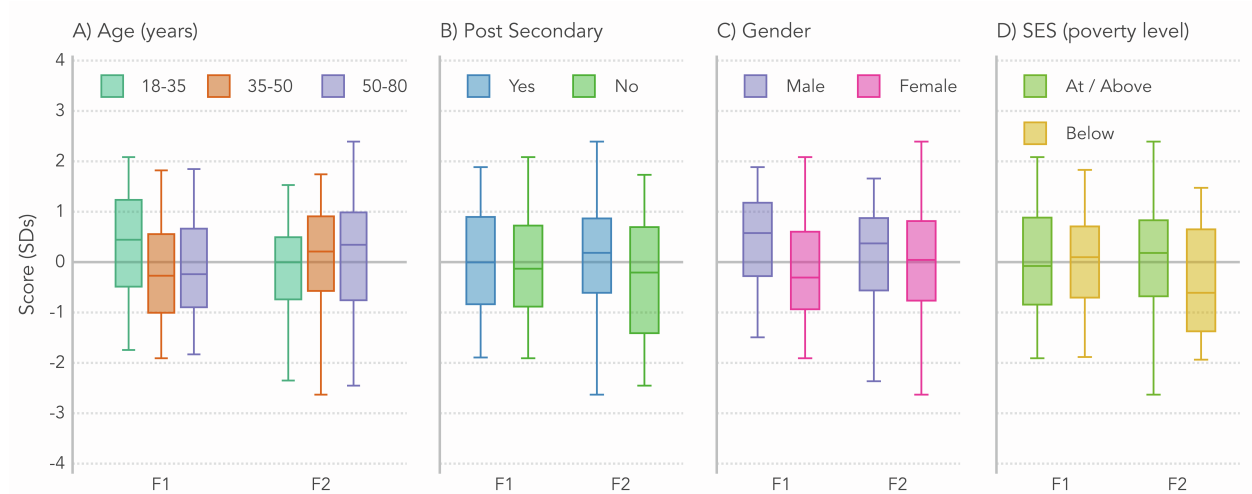 A) Age (years)
B) Post Secondary
C) Gender
D) SES (poverty level)
18-35
35-50
50-80
Yes
No
Male
Female
At / Above
Below
Score (SDs)
4
3
2
1
0
-1
-2
-3
-4
F1
F2
F1
F2
F1
F2
F1
F2